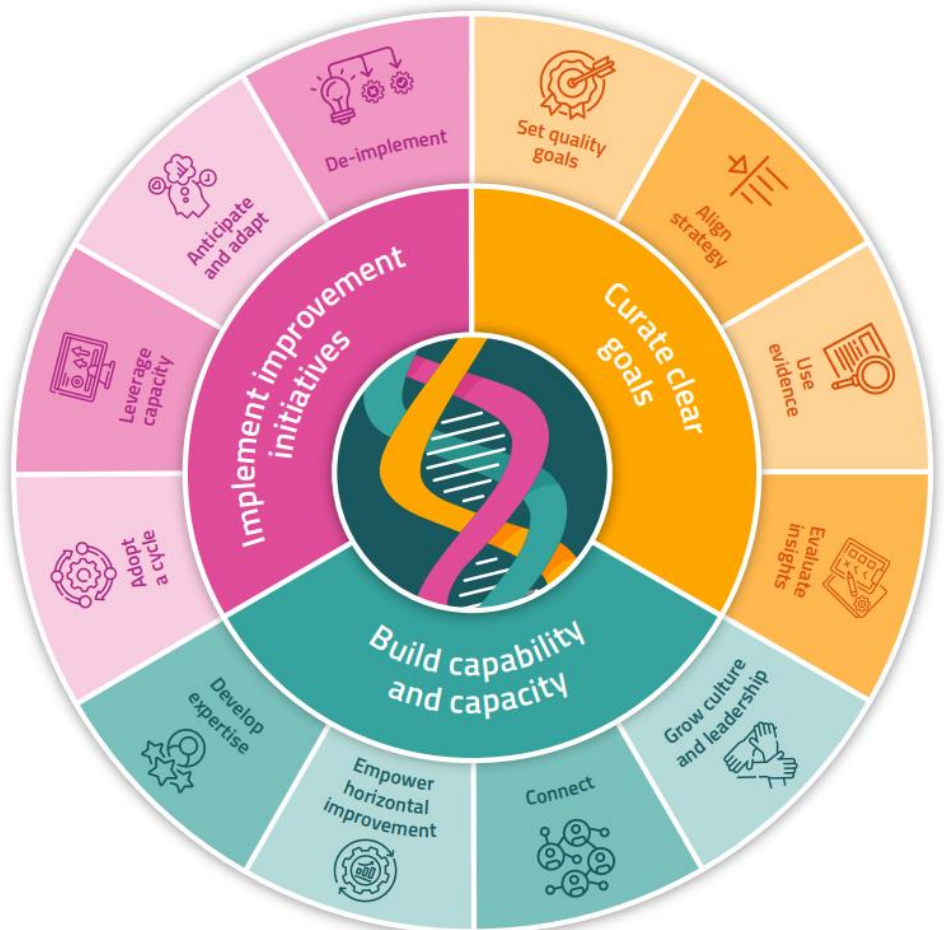 Implement improvement
initiatives
Curate clear
goals
Build capability
and capacity
Set quality
goals
Align
strategy
Use
evidence
Evaluate
insights
Grow culture
and leadership
Connect
Empower
horizontal
improvement
Develop
expertise
Adopt
a cycle
Leverage
capacity
Anticipate
and adapt
De-implement